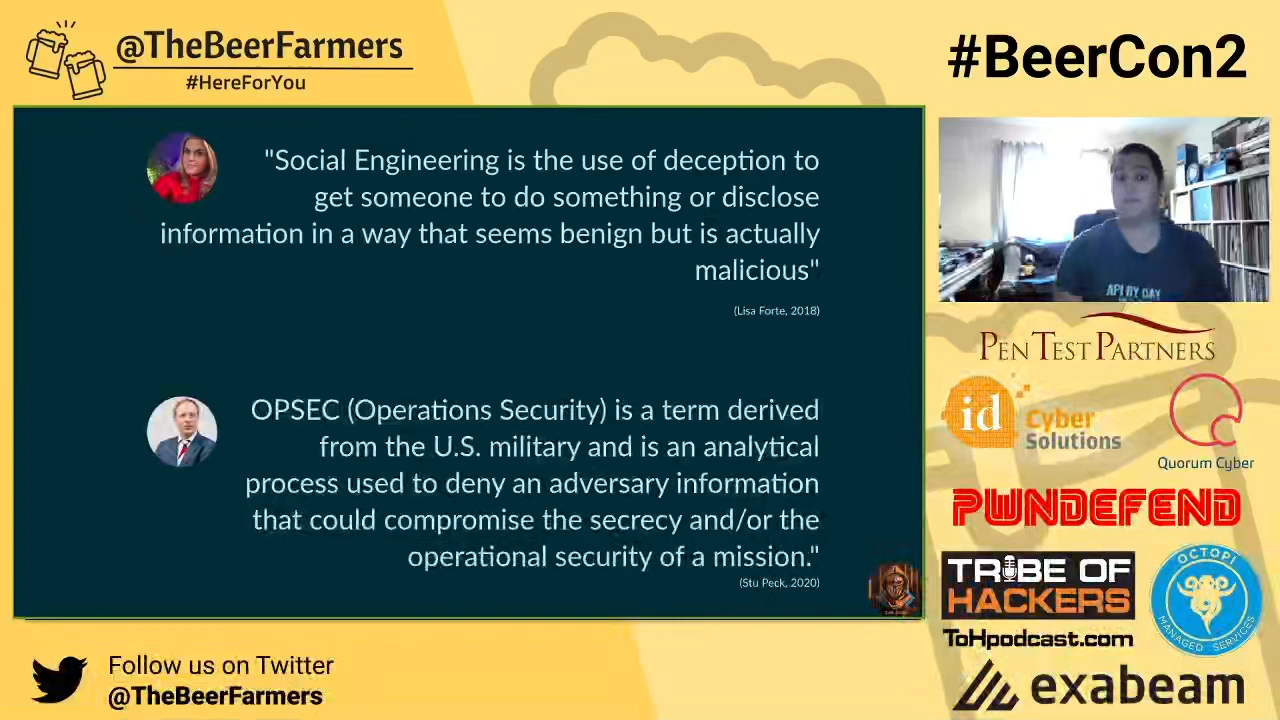 @TheBeerFarmers
#HereForYou
#BeerCon2
"Social Engineering is the use of deception to
get someone to do something or disclose
information in a way that seems benign but is actually
malicious"
(Lisa Forte, 2018)
OPSEC (Operations Security) is a term derived
from the U.S. military and is an analytical
process used to deny an adversary information
that could compromise the secrecy and/or the
operational security of a mission."
(Stu Peck, 2020)
API BY DAY
PEN TEST PARTNERS
id Cyber
Solutions
Quorum Cyber
PWNDEFEND
TRIBE OF
HACKERS
ToHpodcast.com
OCTOPI
MANAGED SERVICES
exabeam
Follow us on Twitter
@TheBeerFarmers